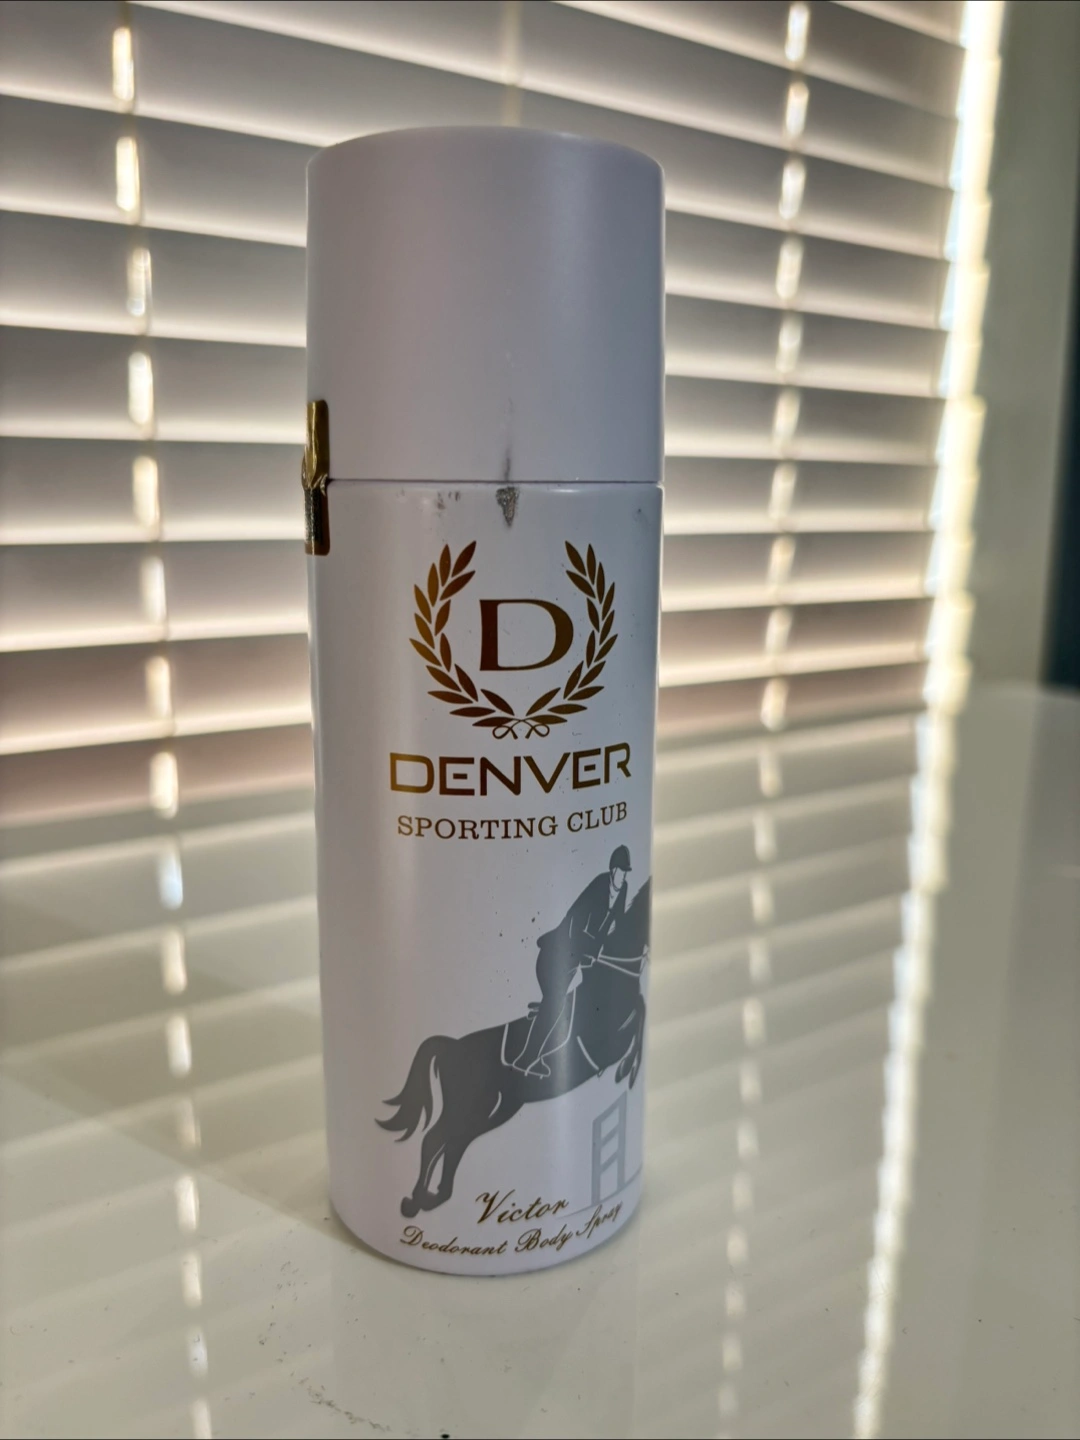 D
DENVER
SPORTING CLUB
Victor
Deodorant Body Spray